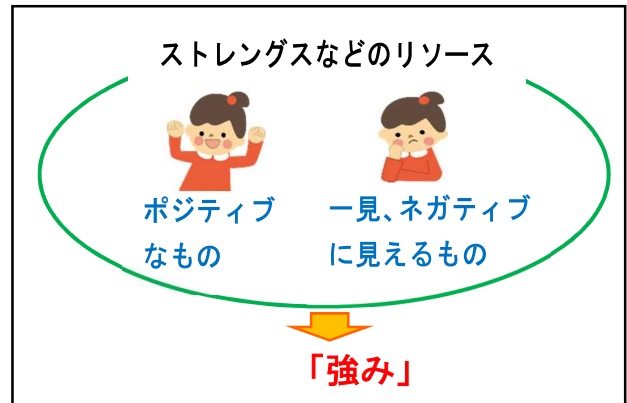 ストレングスなどのリソース
ポジティブ
なもの
一見、ネガティブ
に見えるもの
「強み」